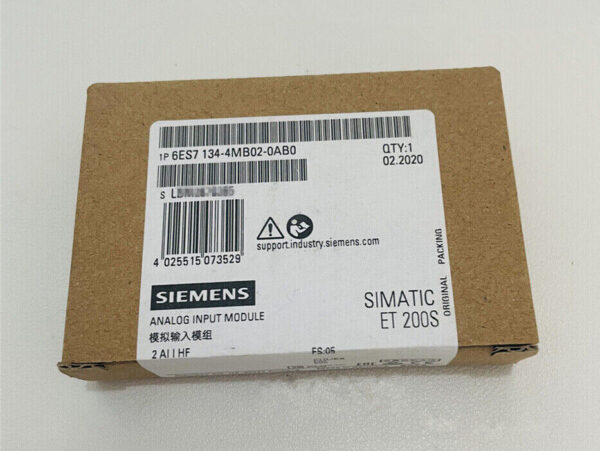 1P 6ES7 134-4MB02-0AB0
QTY:1
02.2020
S
support.industry.siemens.com
4 025515 073529
SIEMENS
ANALOG INPUT MODULE
模拟输入模组
2 AI I HF
FS:05
SIMATIC
ET 200S
ORIGINAL PACKING